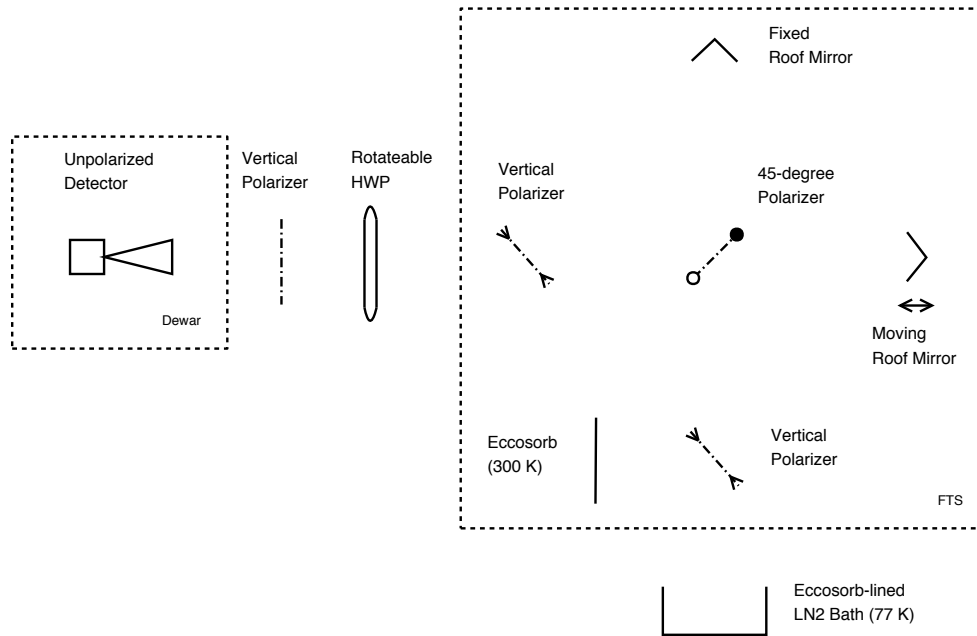 Fixed
Roof Mirror
Unpolarized
Detector
Vertical
Polarizer
Rotateable
HWP
Vertical
Polarizer
45-degree
Polarizer
Dewar
Moving
Roof Mirror
Eccosorb
(300 K)
Vertical
Polarizer
FTS
Eccosorb-lined
LN2 Bath (77 K)